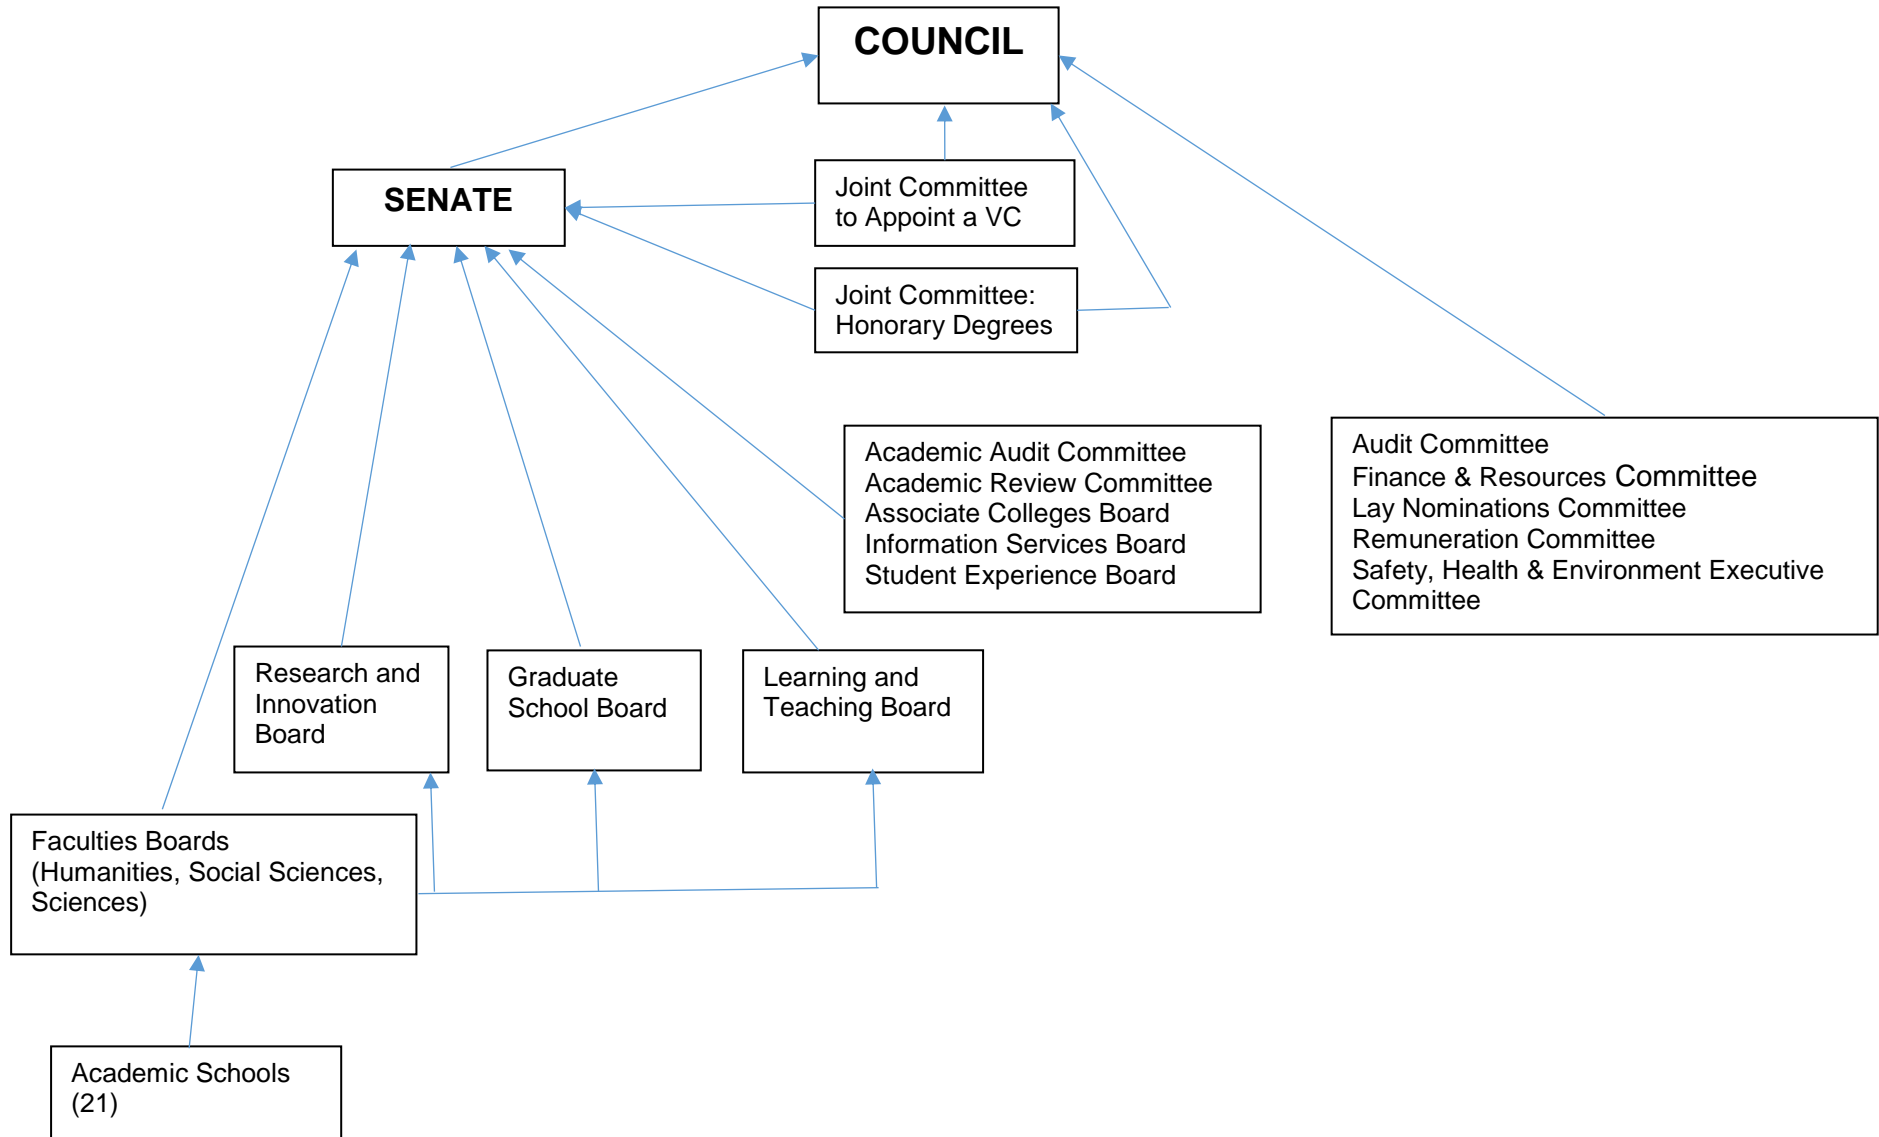 COUNCIL
SENATE
Joint Committee
to Appoint a VC
Joint Committee:
Honorary Degrees
Academic Audit Committee
Academic Review Committee
Associate Colleges Board
Information Services Board
Student Experience Board
Audit Committee
Finance & Resources Committee
Lay Nominations Committee
Remuneration Committee
Safety, Health & Environment Executive
Committee
Research and
Innovation
Board
Graduate
School Board
Learning and
Teaching Board
Faculties Boards
(Humanities, Social Sciences,
Sciences)
Academic Schools
(21)